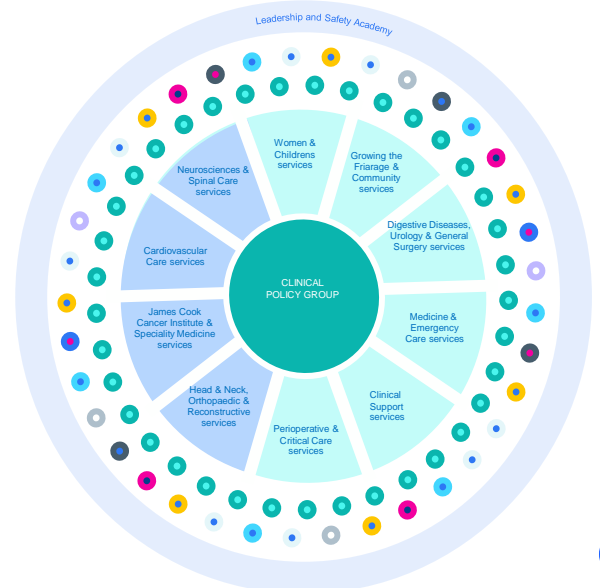 Leadership and Safety Academy
Women &
Childrens
services
Growing the
Friarage &
Community
services
Digestive Diseases,
Urology & General
Surgery services
Medicine &
Emergency
Care services
Clinical
Support
services
Perioperative &
Critical Care
services
Head & Neck,
Orthopaedic &
Reconstructive
services
James Cook
Cancer Institute &
Speciality Medicine
services
Cardiovascular
Care services
Neurosciences &
Spinal Care
services
CLINICAL
POLICY GROUP